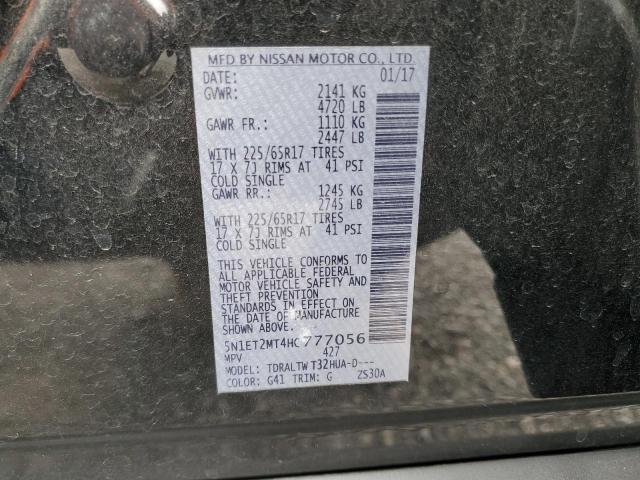 MFD BY NISSAN MOTOR CO., LTD.
DATE: 01/17
GVWR: 2141 KG
4720 LB
GAWR FR.: 1110 KG
2447 LB
WITH 225/65R17 TIRES
17 X 7J RIMS AT 41 PSI
COLD SINGLE
GAWR RR.: 1245 KG
2745 LB
WITH 225/65R17 TIRES
17 X 7J RIMS AT 41 PSI
COLD SINGLE
THIS VEHICLE CONFORMS TO
ALL APPLICABLE FEDERAL
MOTOR VEHICLE SAFETY AND
THEFT PREVENTION
STANDARDS IN EFFECT ON
THE DATE OF MANUFACTURE
SHOWN ABOVE.
5N1ET2MT4HC777056
MPV 427
MODEL: TDRALTW T32HUA-D---
COLOR: G41 TRIM: G ZS30A